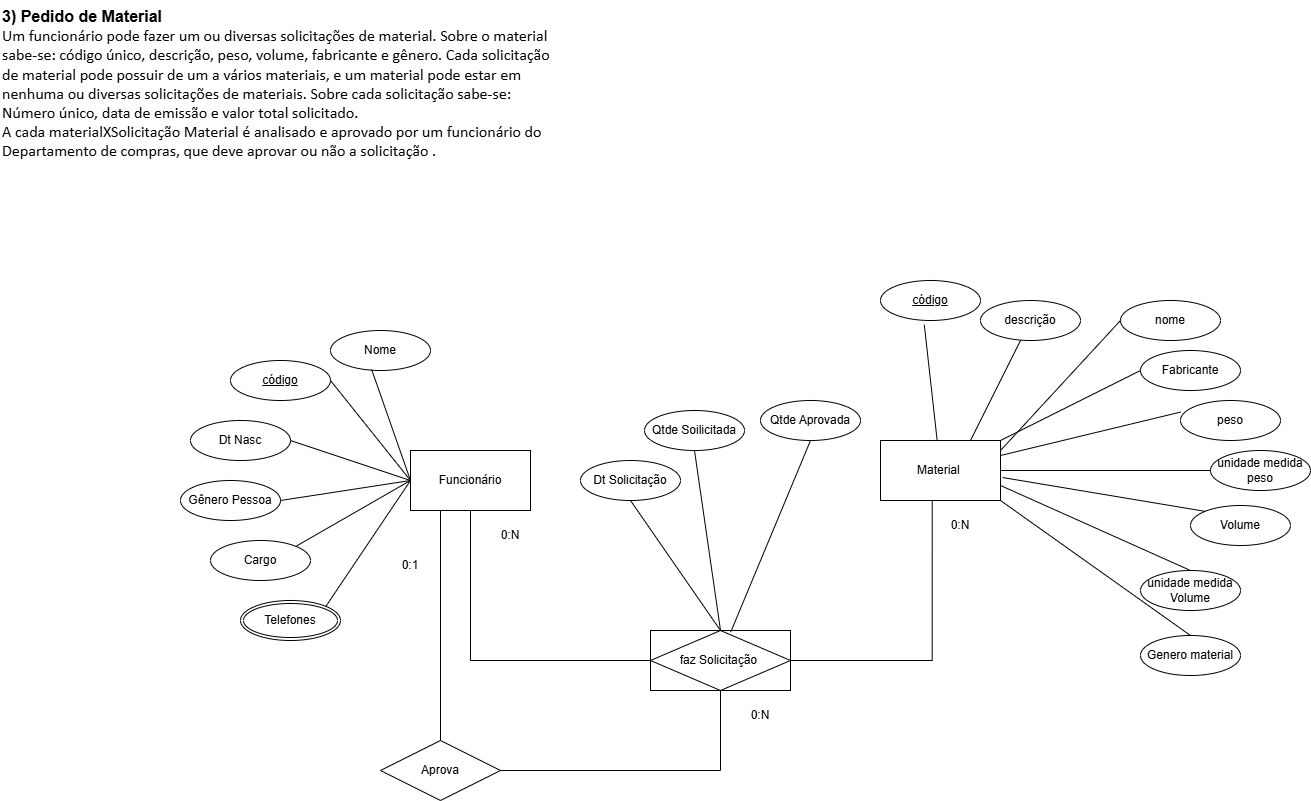 3) Pedido de Material
Um funcionário pode fazer um ou diversas solicitações de material. Sobre o material
sabe-se: código único, descrição, peso, volume, fabricante e gênero. Cada solicitação
de material pode possuir de um a vários materiais, e um material pode estar em
nenhuma ou diversas solicitações de materiais. Sobre cada solicitação sabe-se:
Número único, data de emissão e valor total solicitado.
A cada materialXSolicitação Material é analisado e aprovado por um funcionário do
Departamento de compras, que deve aprovar ou não a solicitação .
código
descrição
nome
Nome
Fabricante
código
peso
Qtde Aprovada
Qtde Soilicitada
Dt Nasc
unidade medida
peso
Material
Funcionário
Dt Solicitação
Gênero Pessoa
Volume
0:N
0:N
Cargo
0:1
unidade medida
Volume
Telefones
Genero material
faz Solicitação
0:N
Aprova